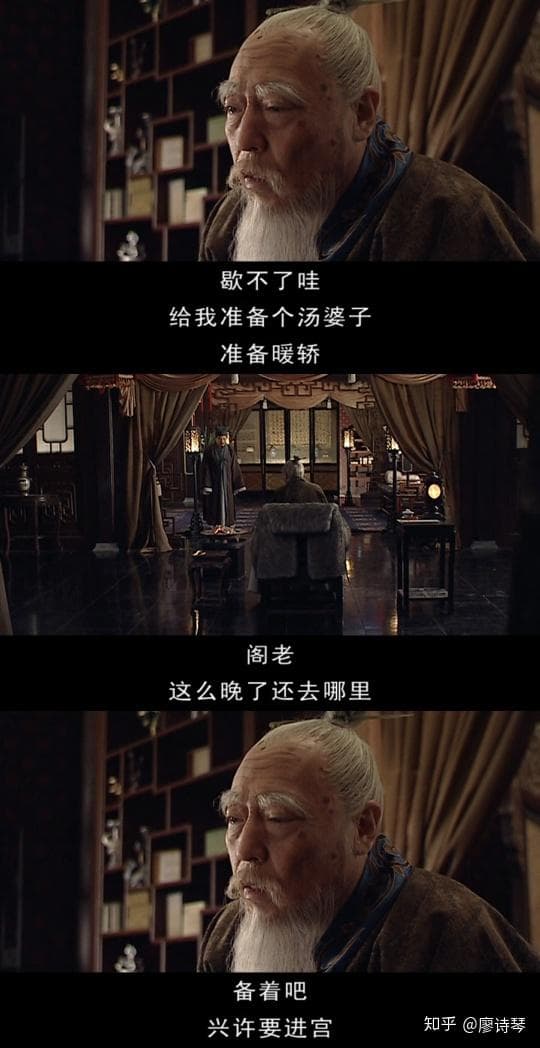 歇不了哇
给我准备个汤婆子
准备暖轿
阁老
这么晚了还去哪里
备着吧
兴许要进宫
知乎 @廖诗琴